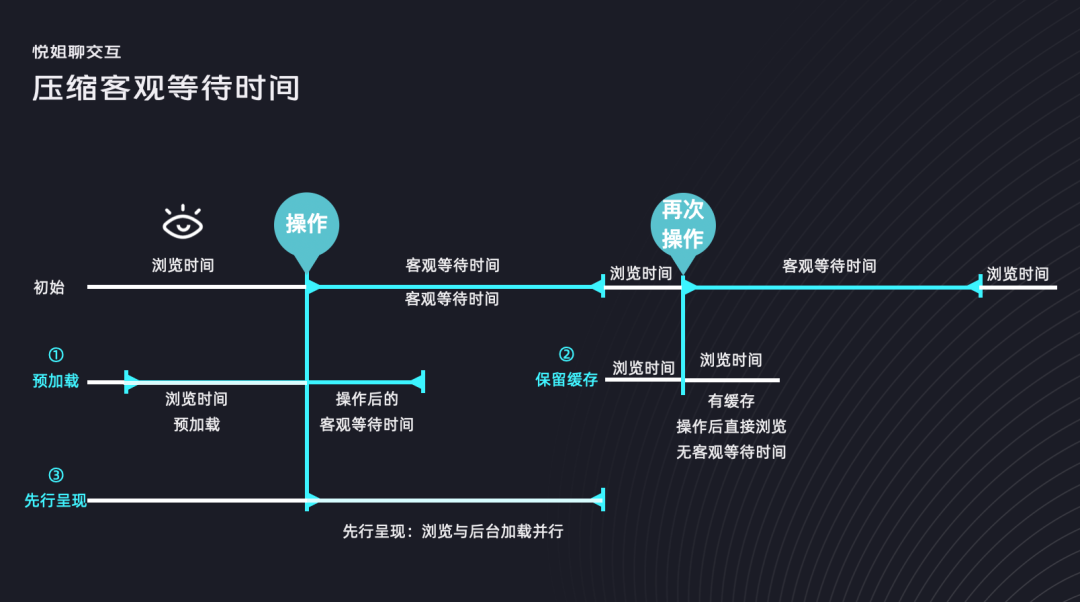 悦姐聊交互
压缩客观等待时间
操作
再次
操作
浏览时间
客观等待时间
浏览时间
客观等待时间
浏览时间
初始
客观等待时间
①
预加载
浏览时间
预加载
操作后的
客观等待时间
②
保留缓存
浏览时间
浏览时间
有缓存
操作后直接浏览
无客观等待时间
③
先行呈现
先行呈现：浏览与后台加载并行